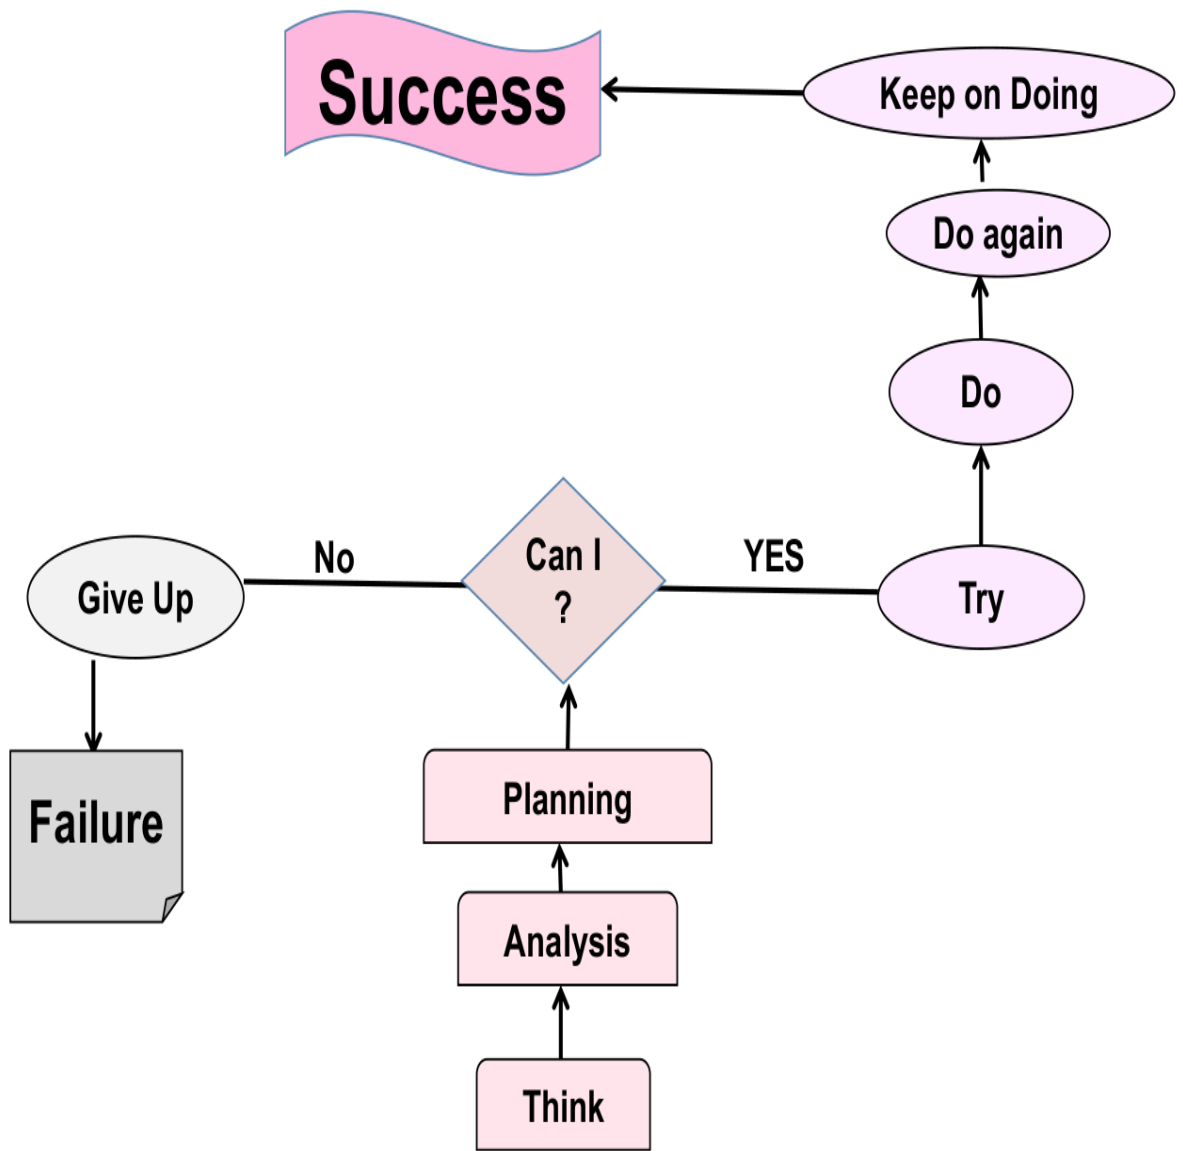 Success
Keep on Doing
Do again
Do
No
Can I
?
YES
Give Up
Try
Failure
Planning
Analysis
Think